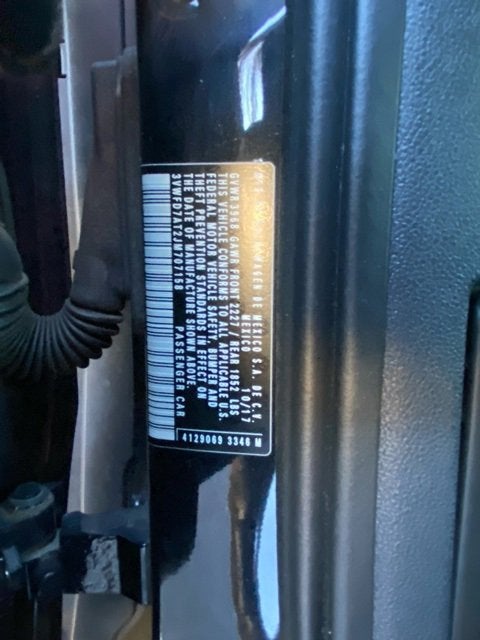 VOLKSWAGEN DE MEXICO S.A. DE C.V.
MEXICO 10/17
GVWR 3968 GAWR FRONT 2227 REAR 1852 LBS
THIS VEHICLE CONFORMS TO ALL APPLICABLE U.S.
FEDERAL MOTOR VEHICLE SAFETY, BUMPER AND
THEFT PREVENTION STANDARDS IN EFFECT ON
THE DATE OF MANUFACTURE SHOWN ABOVE.
PASSENGER CAR
4129069 3346 M